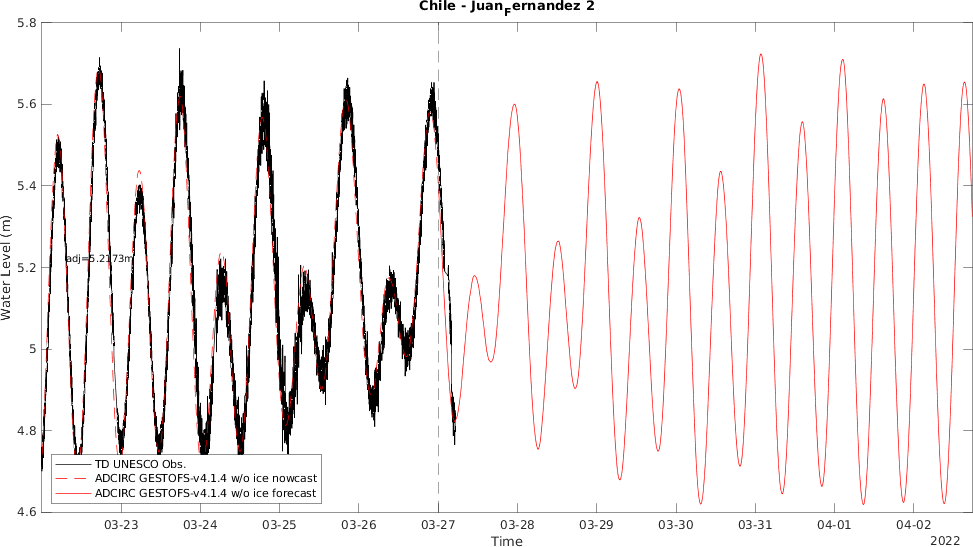 Chile - Juan_Fernandez 2
5.8
5.6
5.4
5.2
5
4.8
4.6
Water Level (m)
adj=5.2173m
TD UNESCO Obs.
ADCIRC GESTOFS-v4.1.4 w/o ice nowcast
ADCIRC GESTOFS-v4.1.4 w/o ice forecast
03-23 03-24 03-25 03-26 03-27 03-28 03-29 03-30 03-31 04-01 04-02
Time
2022